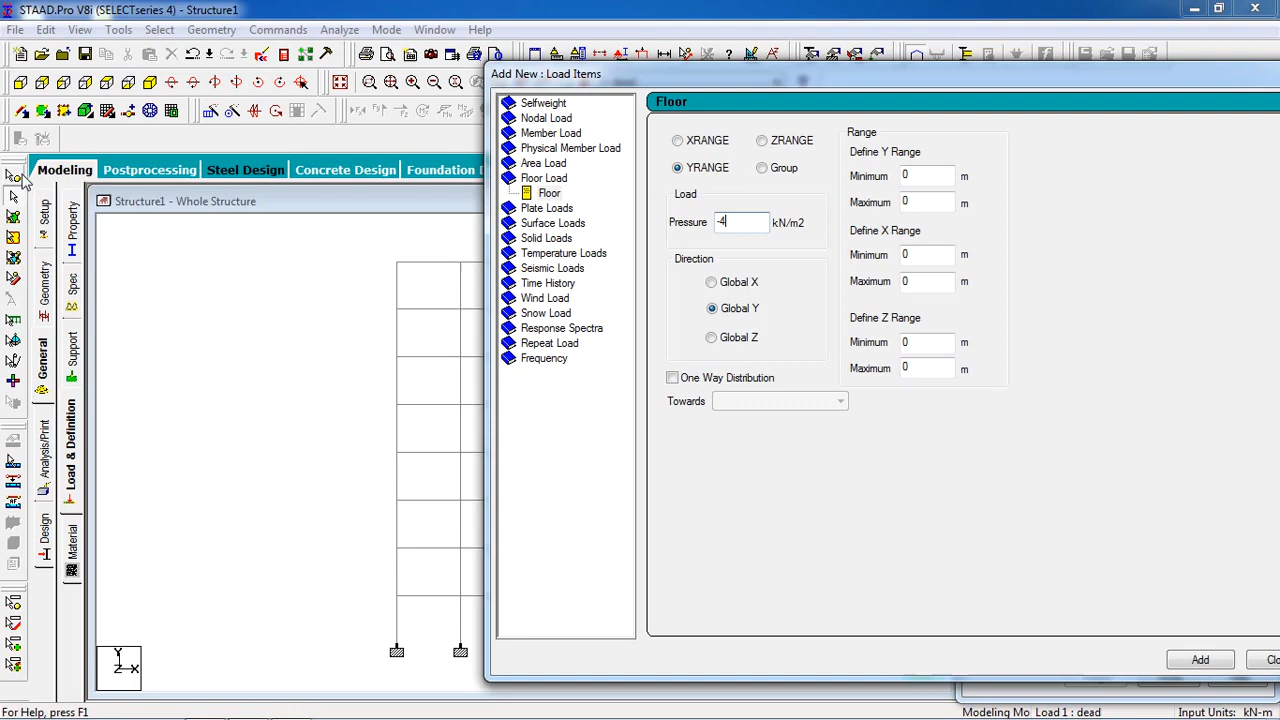 STAAD.Pro V8i (SELECTseries 4) - Structure1
File Edit View Tools Select Geometry Commands Analyze Mode Window Help
Add New : Load Items
Modeling Postprocessing Steel Design Concrete Design Foundation D
Structure1 - Whole Structure
Setup
Geometry
General
Analysis/Print
Design
Property
Spec
Support
Load & Definition
Material
Selfweight
Nodal Load
Member Load
Physical Member Load
Area Load
Floor Load
Floor
Plate Loads
Surface Loads
Solid Loads
Temperature Loads
Seismic Loads
Time History
Wind Load
Snow Load
Response Spectra
Repeat Load
Frequency
Floor
XRANGE ZRANGE
YRANGE Group
Load
Pressure -4 kN/m2
Direction
Global X
Global Y
Global Z
One Way Distribution
Towards
Range
Define Y Range
Minimum 0 m
Maximum 0 m
Define X Range
Minimum 0 m
Maximum 0 m
Define Z Range
Minimum 0 m
Maximum 0 m
Add Clo
Y
Z X
For Help, press F1
Modeling Mo Load 1 : dead Input Units: kN-m